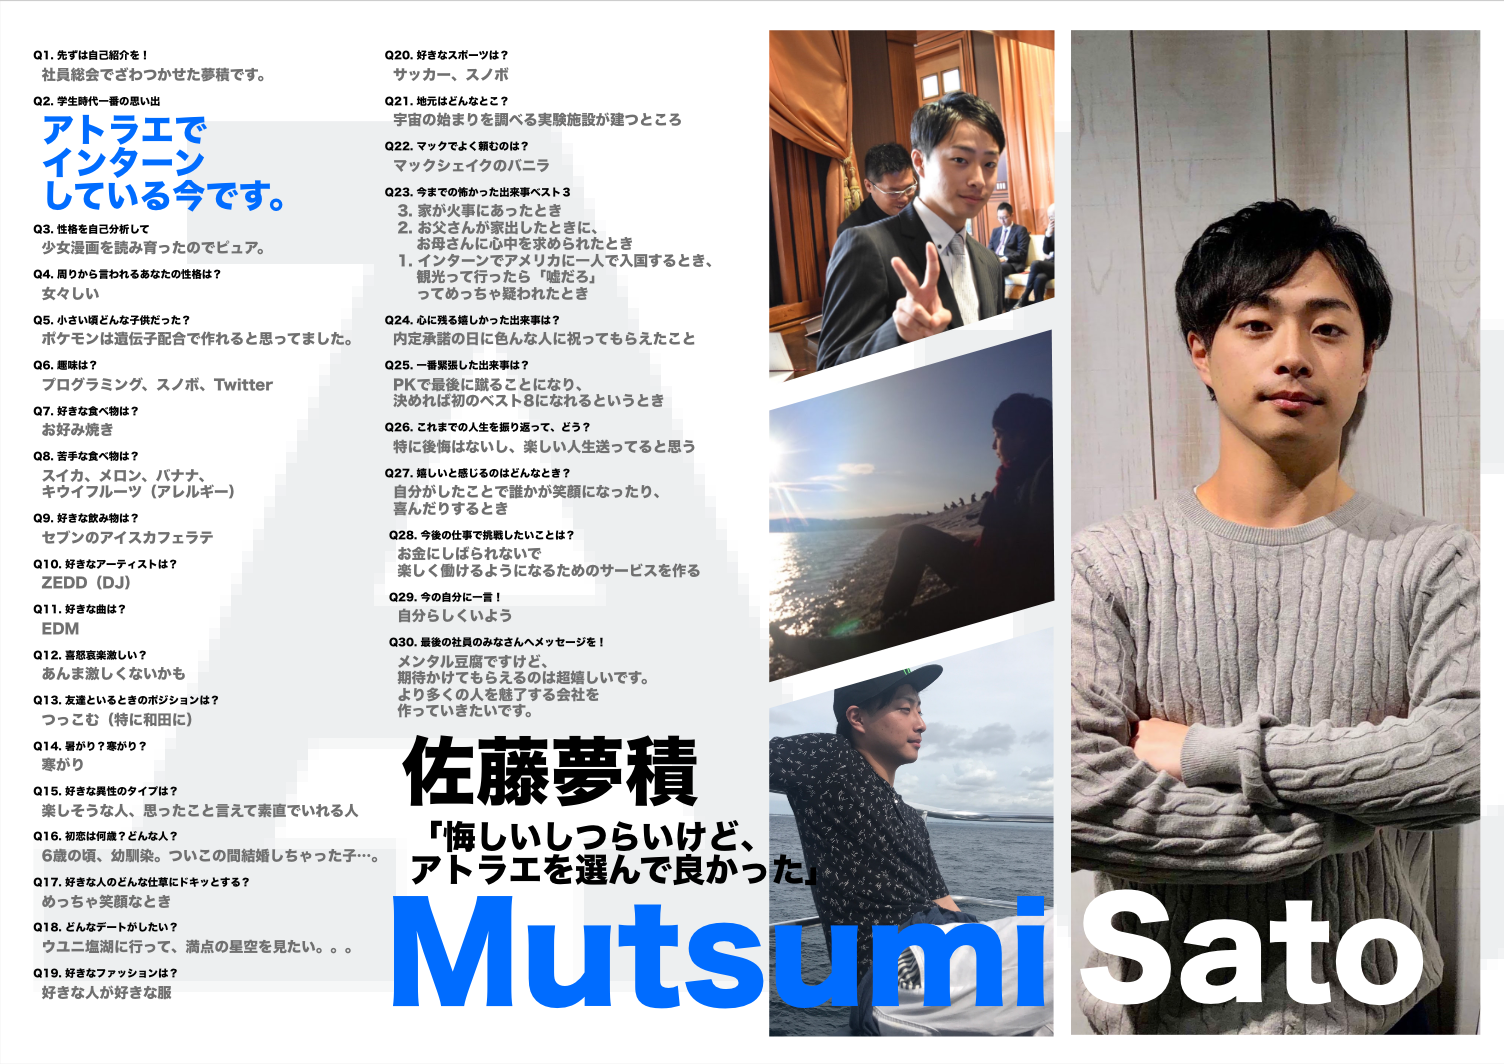 Q1. 先ずは自己紹介を！
社員総会でざわつかせた夢積です。
Q2. 学生時代一番の思い出
アトラエで
インターン
している今です。
Q3. 性格を自己分析して
少女漫画を読み育ったのでピュア。
Q4. 周りから言われるあなたの性格は？
女々しい
Q5. 小さい頃どんな子供だった？
ポケモンは遺伝子配合で作れると思ってました。
Q6. 趣味は？
プログラミング、スノボ、Twitter
Q7. 好きな食べ物は？
お好み焼き
Q8. 苦手な食べ物は？
スイカ、メロン、バナナ、
キウイフルーツ（アレルギー）
Q9. 好きな飲み物は？
セブンのアイスカフェラテ
Q10. 好きなアーティストは？
ZEDD（DJ）
Q11. 好きな曲は？
EDM
Q12. 喜怒哀楽激しい？
あんま激しくないかも
Q13. 友達といるときのポジションは？
つっこむ（特に和田に）
Q14. 暑がり？寒がり？
寒がり
Q15. 好きな異性のタイプは？
楽しそうな人、思ったこと言えて素直でいれる人
Q16. 初恋は何歳？どんな人？
6歳の頃、幼馴染。ついこの間結婚しちゃった子…。
Q17. 好きな人のどんな仕草にドキッとする？
めっちゃ笑顔なとき
Q18. どんなデートがしたい？
ウユニ塩湖に行って、満点の星空を見たい。。。
Q19. 好きなファッションは？
好きな人が好きな服
Q20. 好きなスポーツは？
サッカー、スノボ
Q21. 地元はどんなとこ？
宇宙の始まりを調べる実験施設が建つところ
Q22. マックでよく頼むのは？
マックシェイクのバニラ
Q23. 今までの怖かった出来事ベスト３
3. 家が火事にあったとき
2. お父さんが家出したときに、
お母さんに心中を求められたとき
1. インターンでアメリカに一人で入国するとき、
観光って行ったら「嘘だろ」
ってめっちゃ疑われたとき
Q24. 心に残る嬉しかった出来事は？
内定承諾の日に色んな人に祝ってもらえたこと
Q25. 一番緊張した出来事は？
PKで最後に蹴ることになり、
決めれば初のベスト8になれるというとき
Q26. これまでの人生を振り返って、どう？
特に後悔はないし、楽しい人生送ってると思う
Q27. 嬉しいと感じるのはどんなとき？
自分がしたことで誰かが笑顔になったり、
喜んだりするとき
Q28. 今後の仕事で挑戦したいことは？
お金にしばられないで
楽しく働けるようになるためのサービスを作る
Q29. 今の自分に一言！
自分らしくいよう
Q30. 最後の社員のみなさんへメッセージを！
メンタル豆腐ですけど、
期待かけてもらえるのは超嬉しいです。
より多くの人を魅了する会社を
作っていきたいです。
佐藤夢積
「悔しいしつらいけど、
アトラエを選んで良かった」
Mutsumi Sato